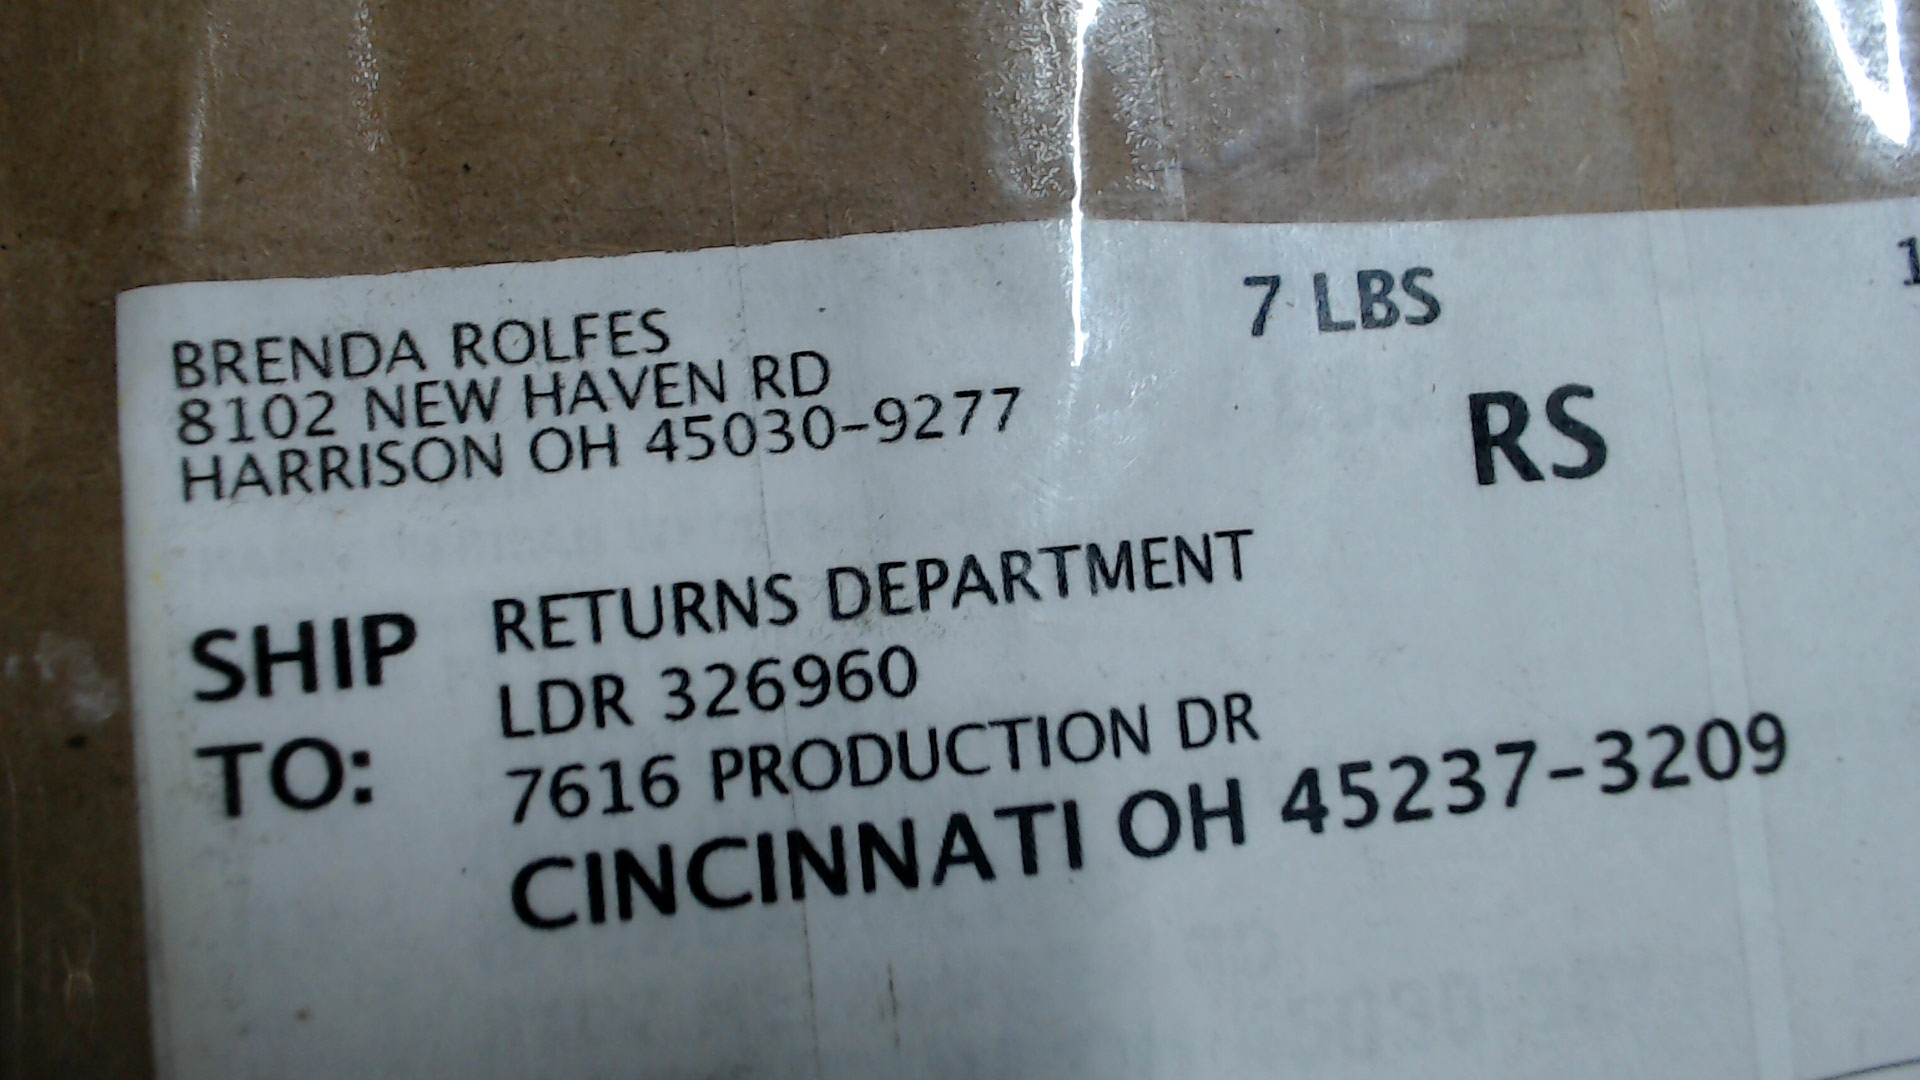 BRENDA ROLFES
8102 NEW HAVEN RD
HARRISON OH 45030-9277
7 LBS
1
RS
SHIP
TO:
RETURNS DEPARTMENT
LDR 326960
7616 PRODUCTION DR
CINCINNATI OH 45237-3209